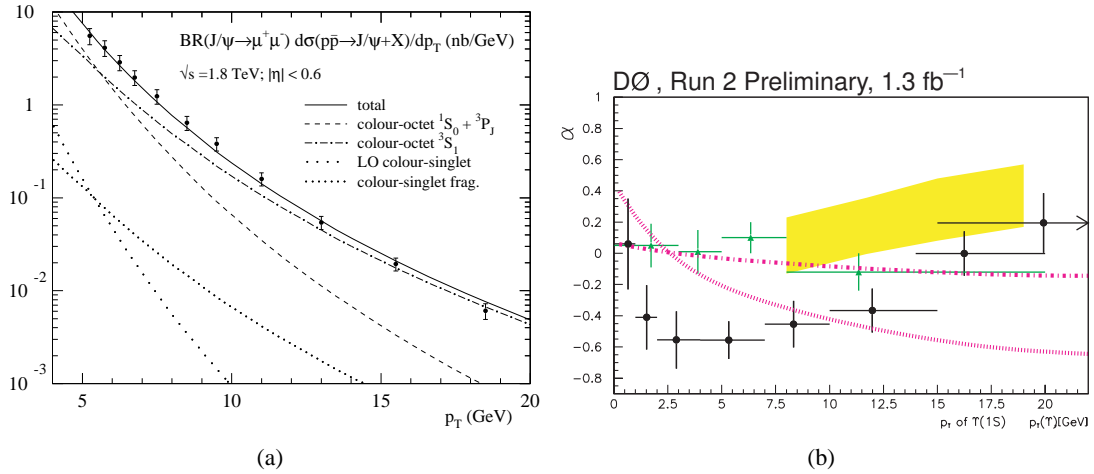 10
1
10⁻¹
10⁻²
10⁻³
BR(J/ψ→μ⁺μ⁻) dσ(pp̄→J/ψ+X)/dp_T (nb/GeV)
√s =1.8 TeV; |η| < 0.6
total
colour-octet ¹S₀ + ³P_J
colour-octet ³S₁
LO colour-singlet
colour-singlet frag.
5 10 15 20
p_T (GeV)
(a)
DØ , Run 2 Preliminary, 1.3 fb⁻¹
α
1
0.8
0.6
0.4
0.2
0
-0.2
-0.4
-0.6
-0.8
0 2.5 5 7.5 10 12.5 15 17.5 20
p_T of Υ(1S) p_T(Υ)[GeV]
(b)